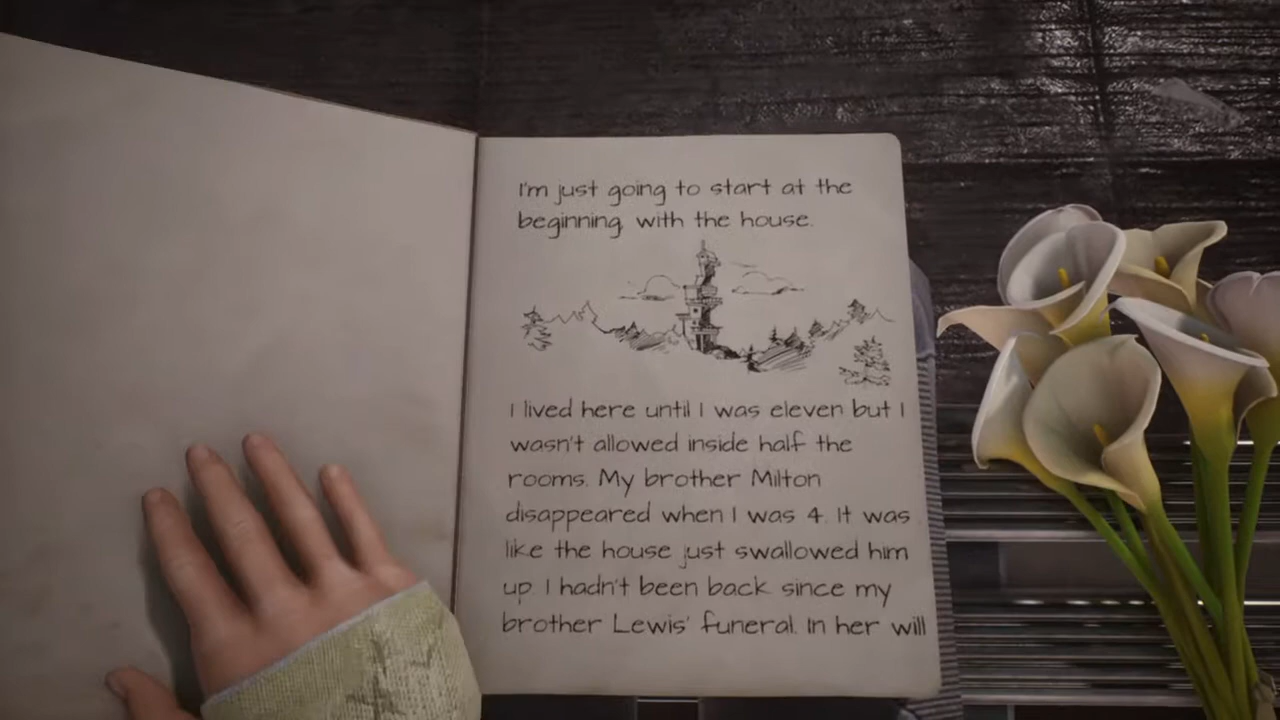 I'm just going to start at the
beginning, with the house.
I lived here until I was eleven but I
wasn't allowed inside half the
rooms. My brother Milton
disappeared when I was 4. It was
like the house just swallowed him
up. I hadn't been back since my
brother Lewis' funeral. In her will